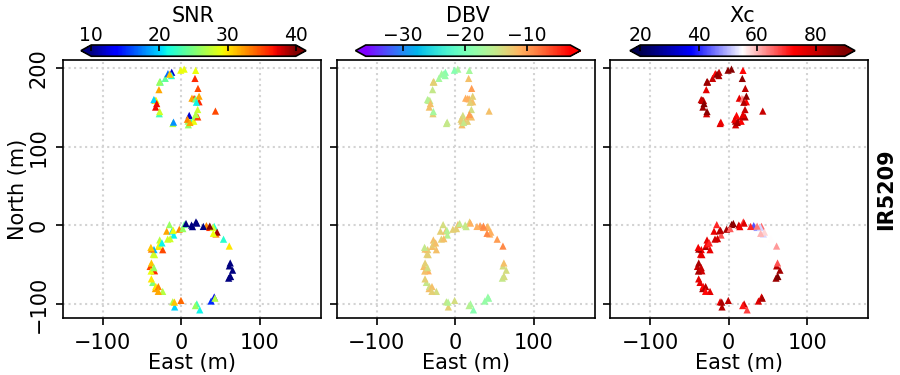 SNR DBV Xc
10 20 30 40 −30 −20 −10 20 40 60 80
200
100
0
−100
North (m)
IR5209
−100 0 100 −100 0 100 −100 0 100
East (m) East (m) East (m)